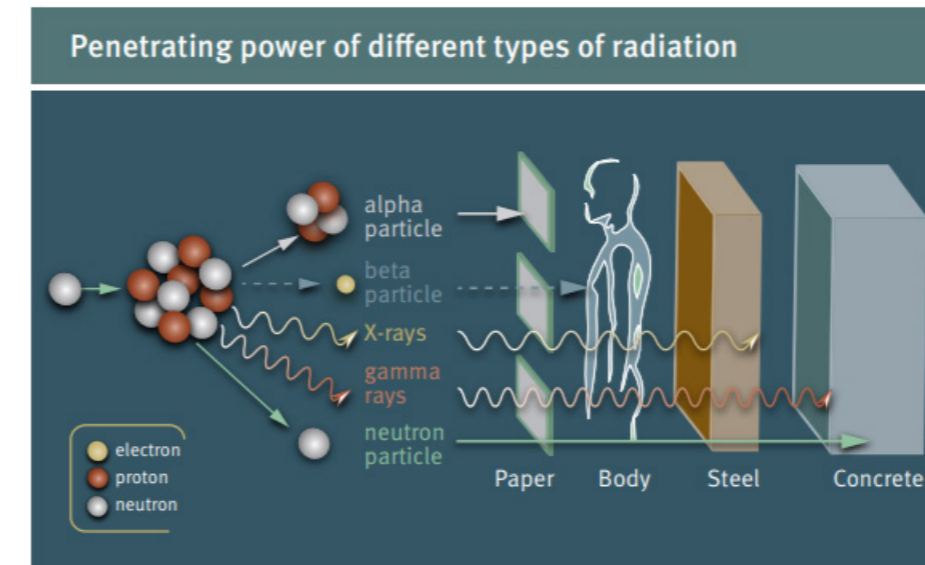 Penetrating power of different types of radiation
alpha
particle
beta
particle
X-rays
gamma
rays
neutron
particle
electron
proton
neutron
Paper
Body
Steel
Concrete